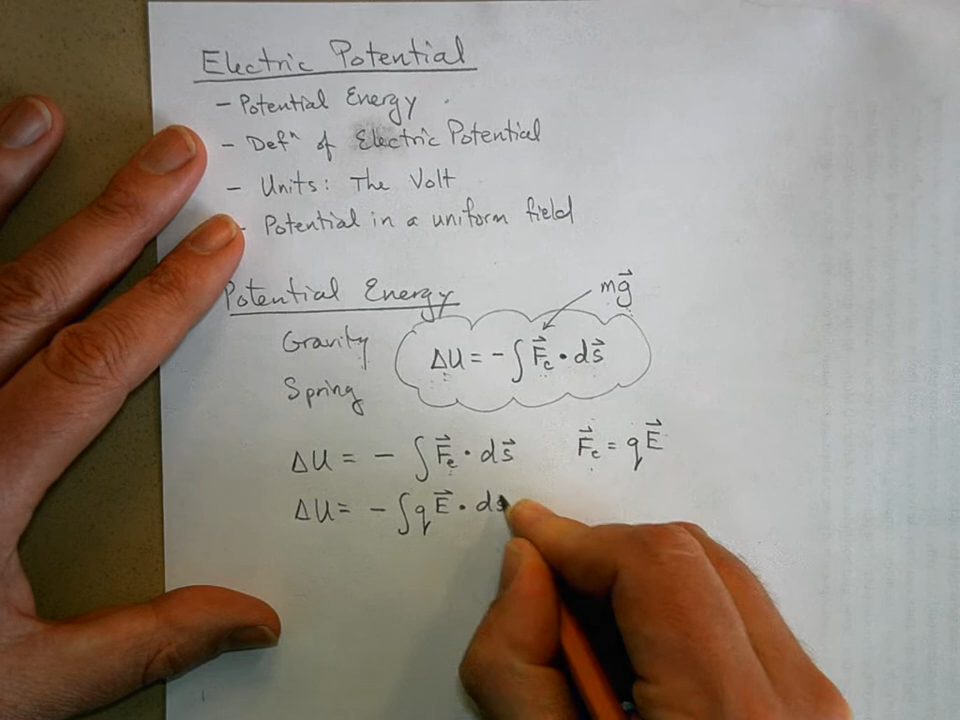 Electric Potential
- Potential Energy
- Defⁿ of Electric Potential
- Units: The Volt
- Potential in a uniform field
Potential Energy
mg⃗
Gravity
ΔU = - ∫ F⃗c • ds⃗
Spring
ΔU = - ∫ F⃗e • ds⃗ F⃗e = qE⃗
ΔU = - ∫ qE⃗ • ds